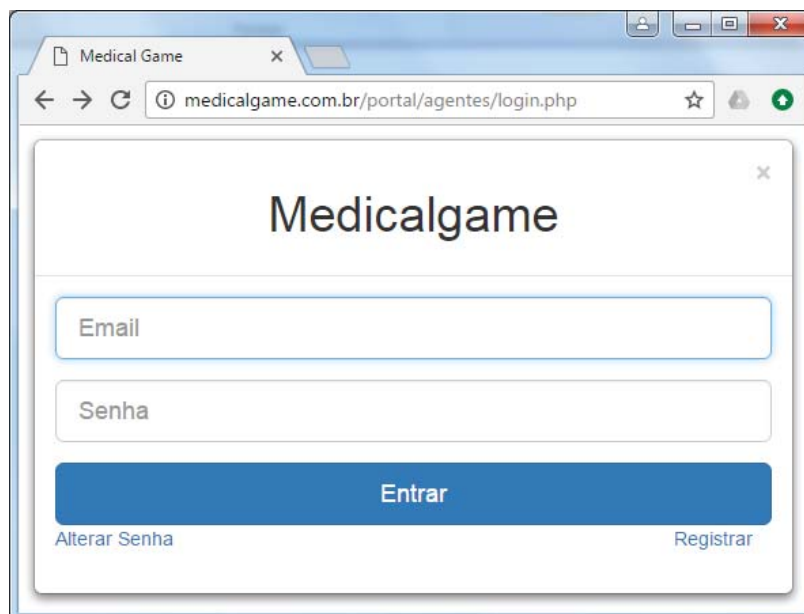 Medical Game
medicalgame.com.br/portal/agentes/login.php
Medicalgame
Email
Senha
Entrar
Alterar Senha
Registrar